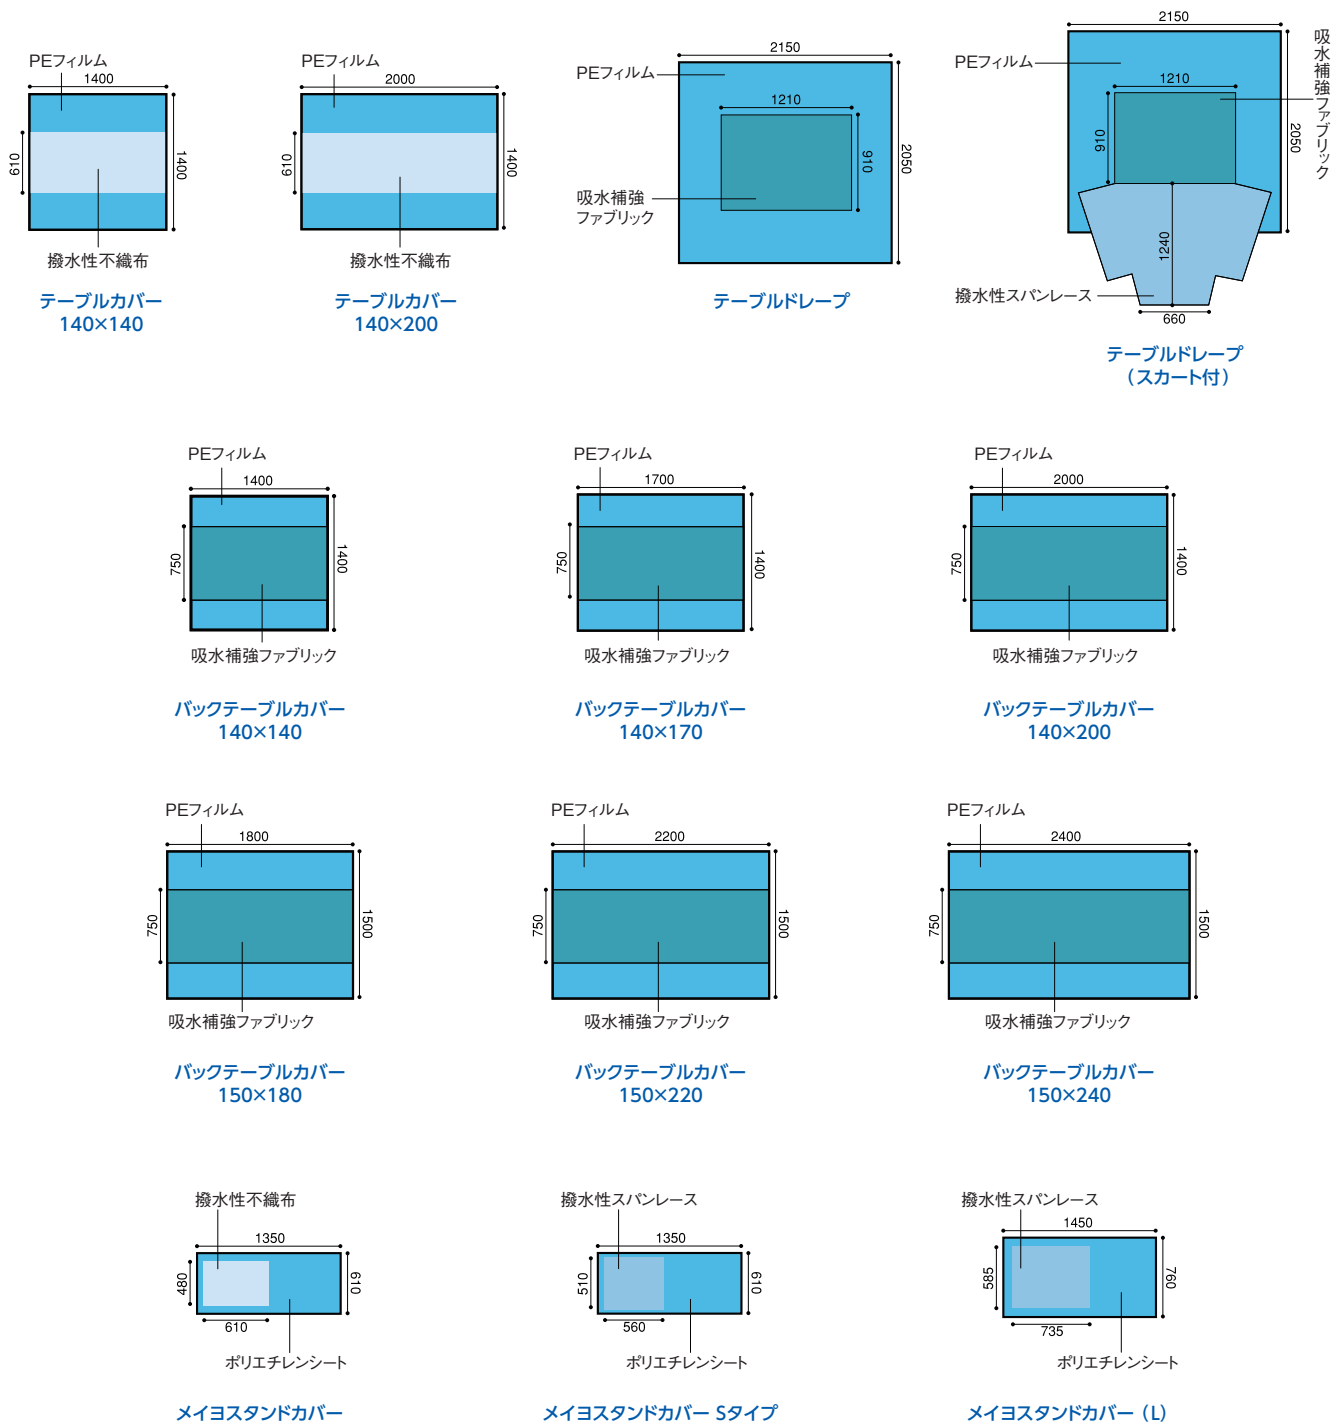 PEフィルム
1400
610
1400
撥水性不織布
テーブルカバー
140×140
PEフィルム
2000
610
1400
撥水性不織布
テーブルカバー
140×200
2150
PEフィルム
1210
910
2050
吸水補強
ファブリック
テーブルドレープ
2150
PEフィルム
1210
吸水補強ファブリック
910
2050
1240
撥水性スパンレース
660
テーブルドレープ
（スカート付）
PEフィルム
1400
750
1400
吸水補強ファブリック
バックテーブルカバー
140×140
PEフィルム
1700
750
1400
吸水補強ファブリック
バックテーブルカバー
140×170
PEフィルム
2000
750
1400
吸水補強ファブリック
バックテーブルカバー
140×200
PEフィルム
1800
750
1500
吸水補強ファブリック
バックテーブルカバー
150×180
PEフィルム
2200
750
1500
吸水補強ファブリック
バックテーブルカバー
150×220
PEフィルム
2400
750
1500
吸水補強ファブリック
バックテーブルカバー
150×240
撥水性不織布
1350
480
610
610
ポリエチレンシート
メイヨスタンドカバー
撥水性スパンレース
1350
510
610
560
ポリエチレンシート
メイヨスタンドカバー Sタイプ
撥水性スパンレース
1450
585
760
735
ポリエチレンシート
メイヨスタンドカバー（L）